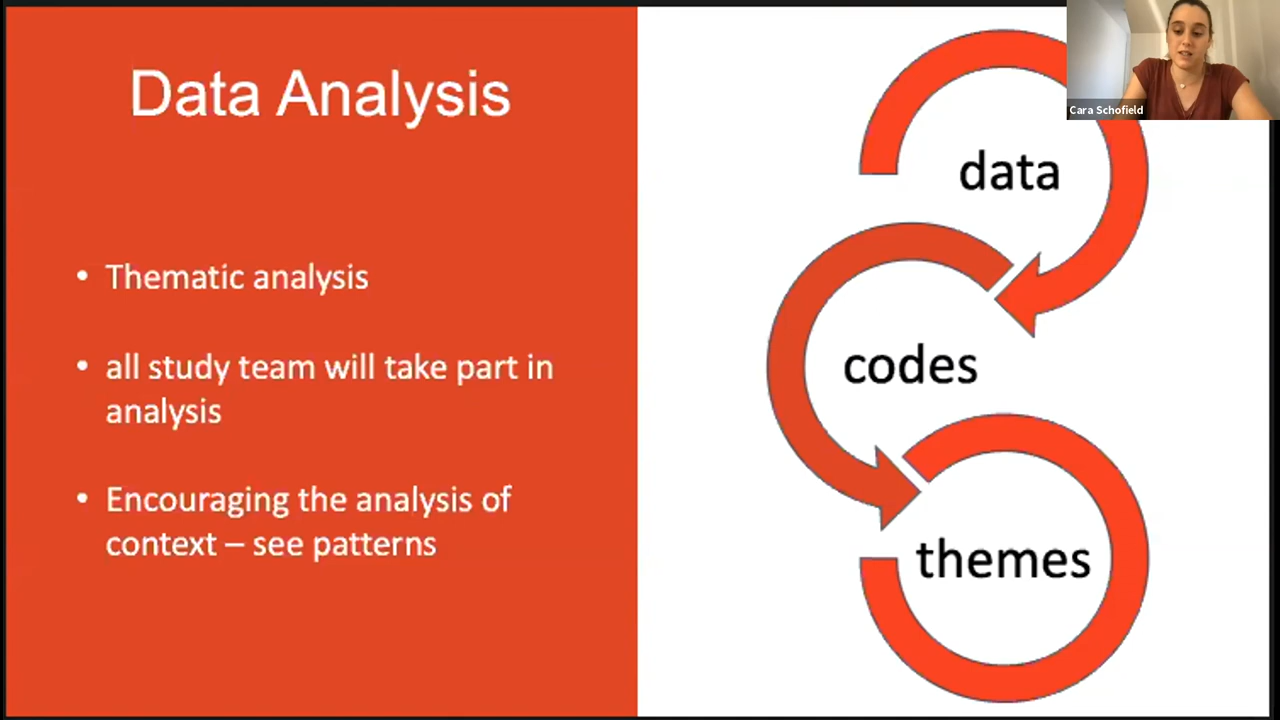 Data Analysis
• Thematic analysis
• all study team will take part in
analysis
• Encouraging the analysis of
context – see patterns
data
codes
themes
Cara Schofield